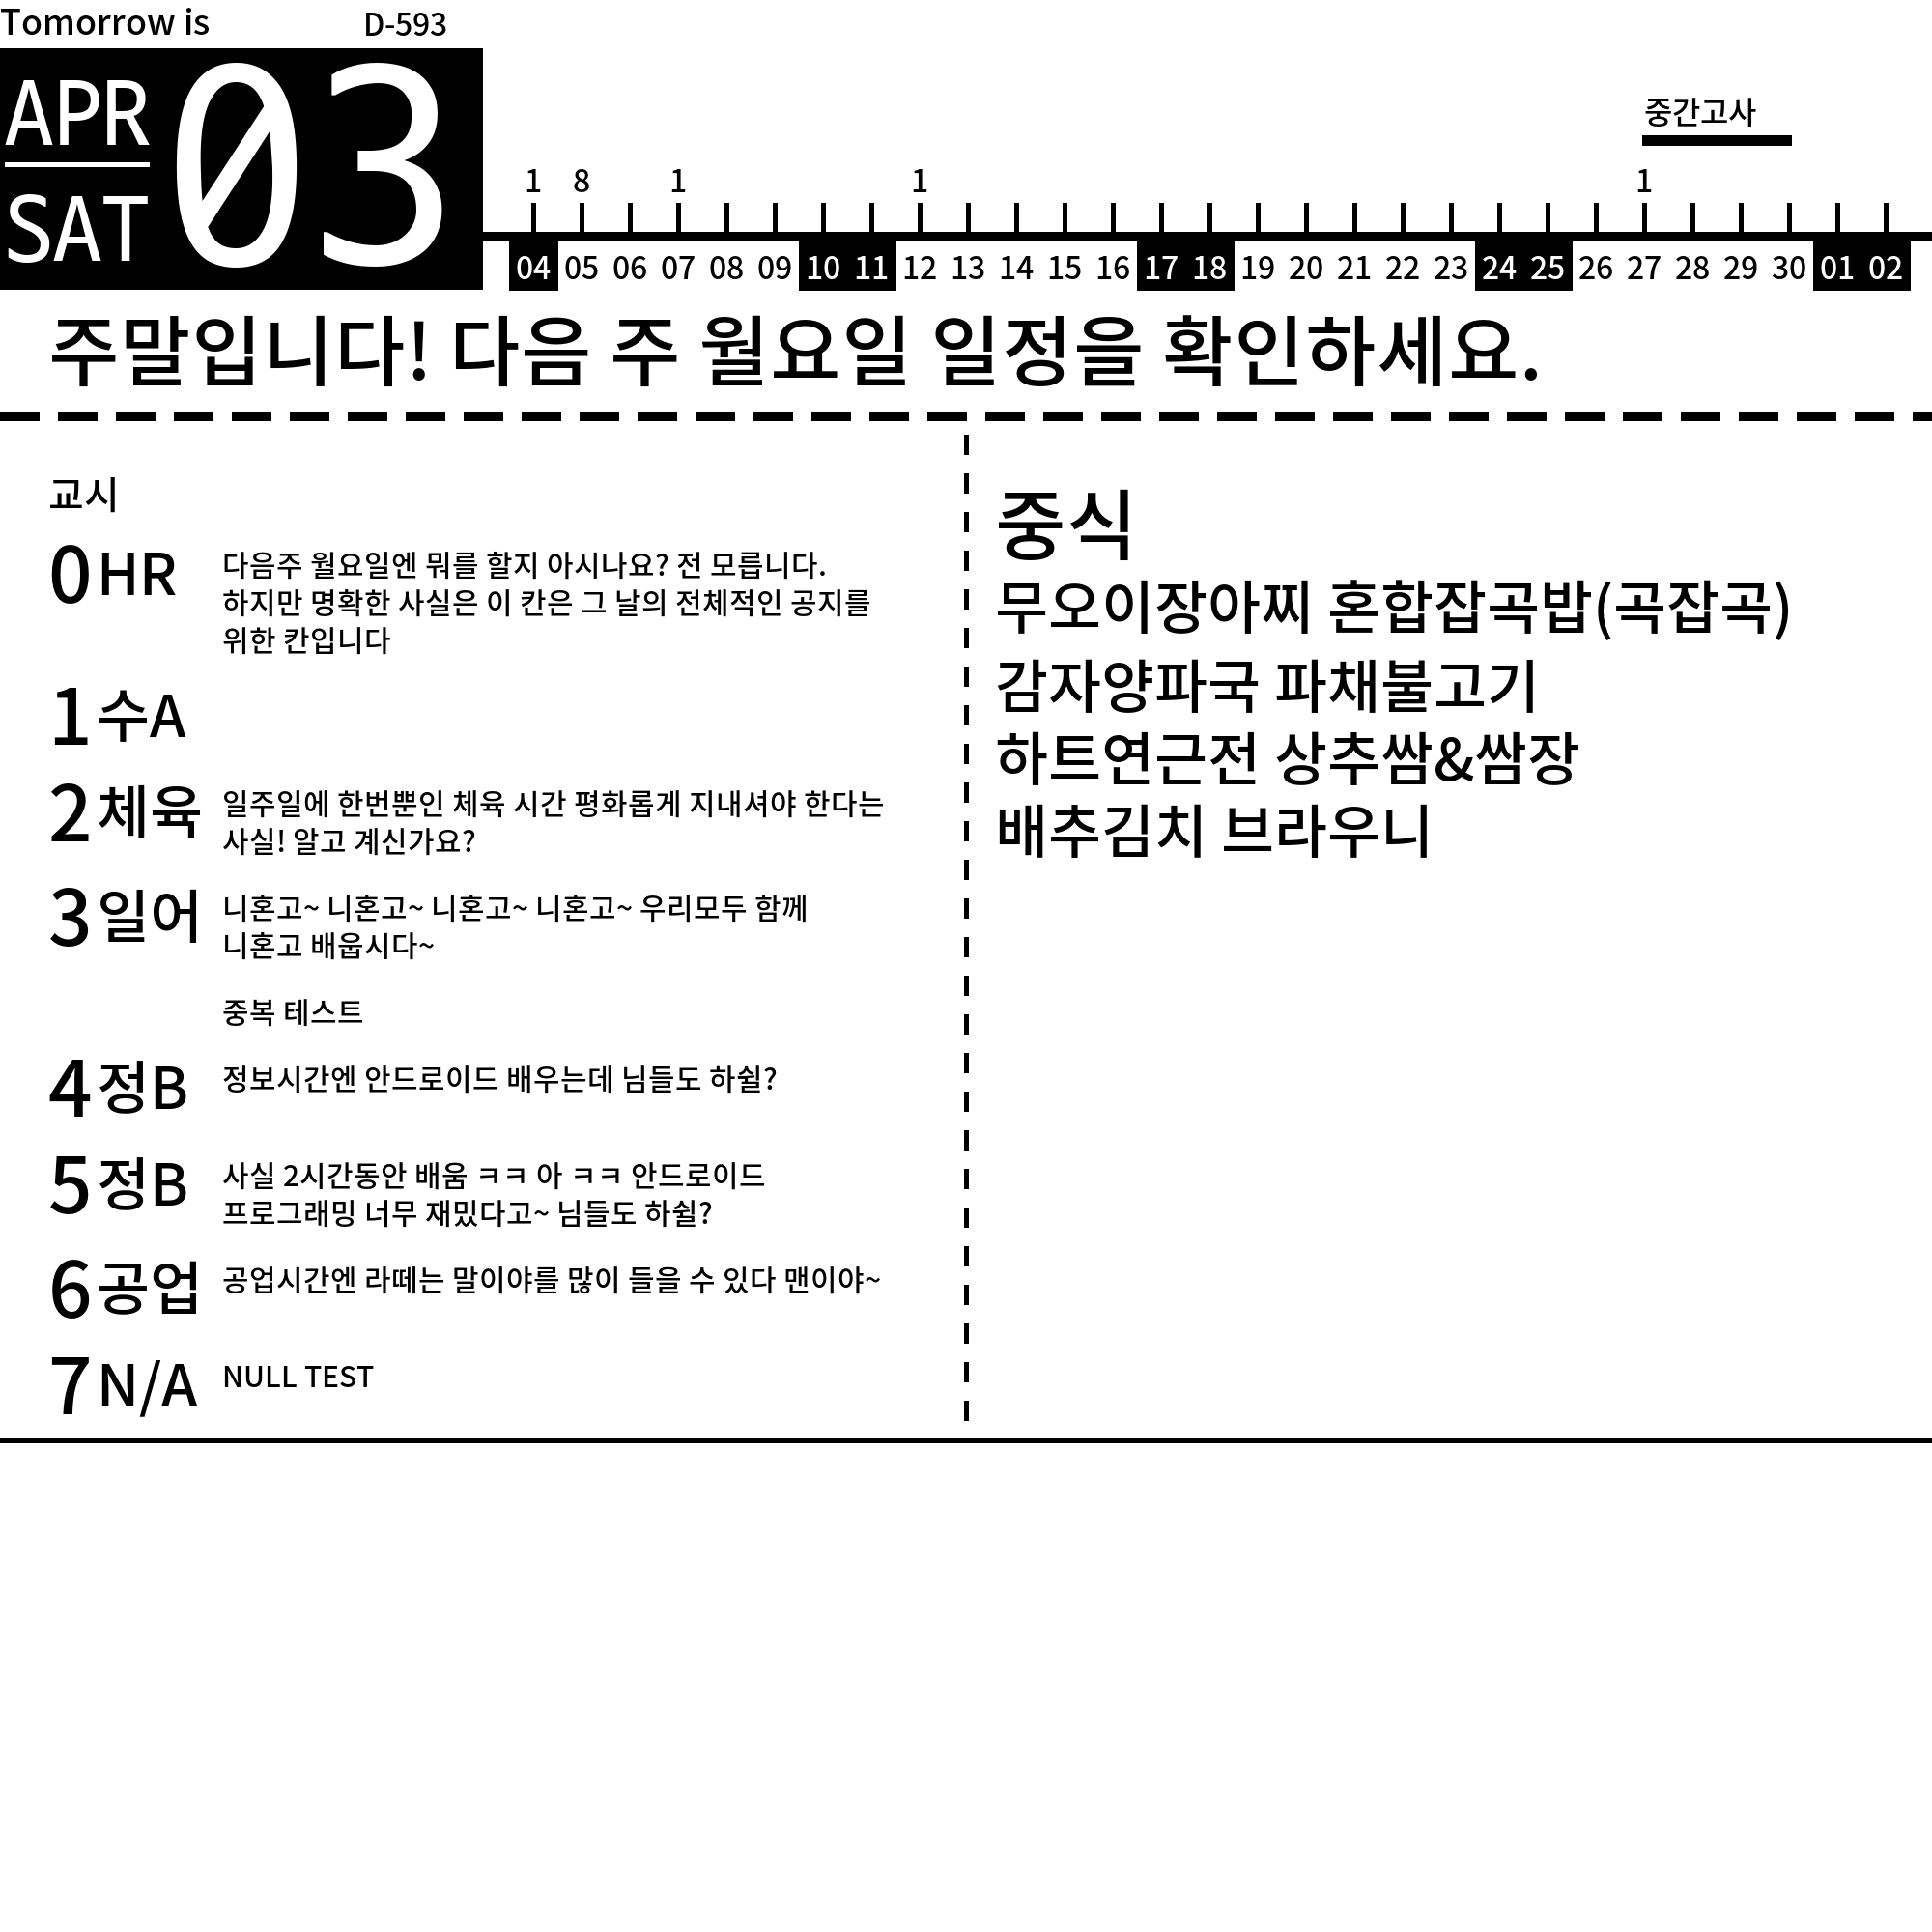 Tomorrow is
D-593
APR
SAT
03
중간고사
1 8 1 1 1
04 05 06 07 08 09 10 11 12 13 14 15 16 17 18 19 20 21 22 23 24 25 26 27 28 29 30 01 02
주말입니다! 다음 주 월요일 일정을 확인하세요.
교시
0 HR
다음주 월요일엔 뭐를 할지 아시나요? 전 모릅니다.
하지만 명확한 사실은 이 칸은 그 날의 전체적인 공지를
위한 칸입니다
1 수A
2 체육
일주일에 한번뿐인 체육 시간 평화롭게 지내셔야 한다는
사실! 알고 계신가요?
3 일어
니혼고~ 니혼고~ 니혼고~ 니혼고~ 우리모두 함께
니혼고 배웁시다~
중복 테스트
4 정B
정보시간엔 안드로이드 배우는데 님들도 하쉴?
5 정B
사실 2시간동안 배움 ㅋㅋ 아 ㅋㅋ 안드로이드
프로그래밍 너무 재밌다고~ 님들도 하쉴?
6 공업
공업시간엔 라떼는 말이야를 많이 들을 수 있다 맨이야~
7 N/A
NULL TEST
중식
무오이장아찌 혼합잡곡밥(곡잡곡)
감자양파국 파채불고기
하트연근전 상추쌈&쌈장
배추김치 브라우니